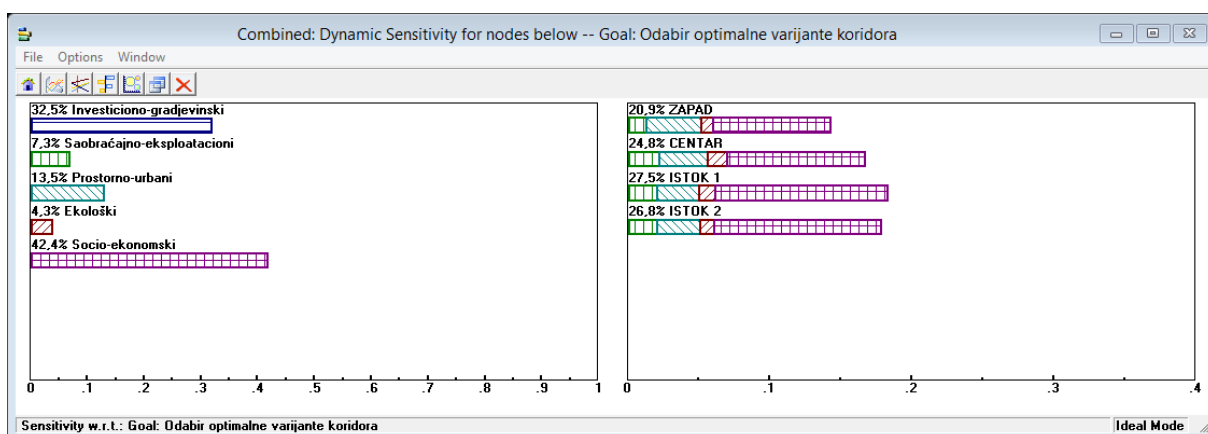 Combined: Dynamic Sensitivity for nodes below -- Goal: Odabir optimalne varijante koridora
File Options Window
32,5% Investiciono-gradjevinski
7,3% Saobraćajno-eksploatacioni
13,5% Prostorno-urbani
4,3% Ekološki
42,4% Socio-ekonomski
0 .1 .2 .3 .4 .5 .6 .7 .8 .9 1
20,9% ZAPAD
24,8% CENTAR
27,5% ISTOK 1
26,8% ISTOK 2
0 .1 .2 .3 .4
Sensitivity w.r.t.: Goal: Odabir optimalne varijante koridora
Ideal Mode